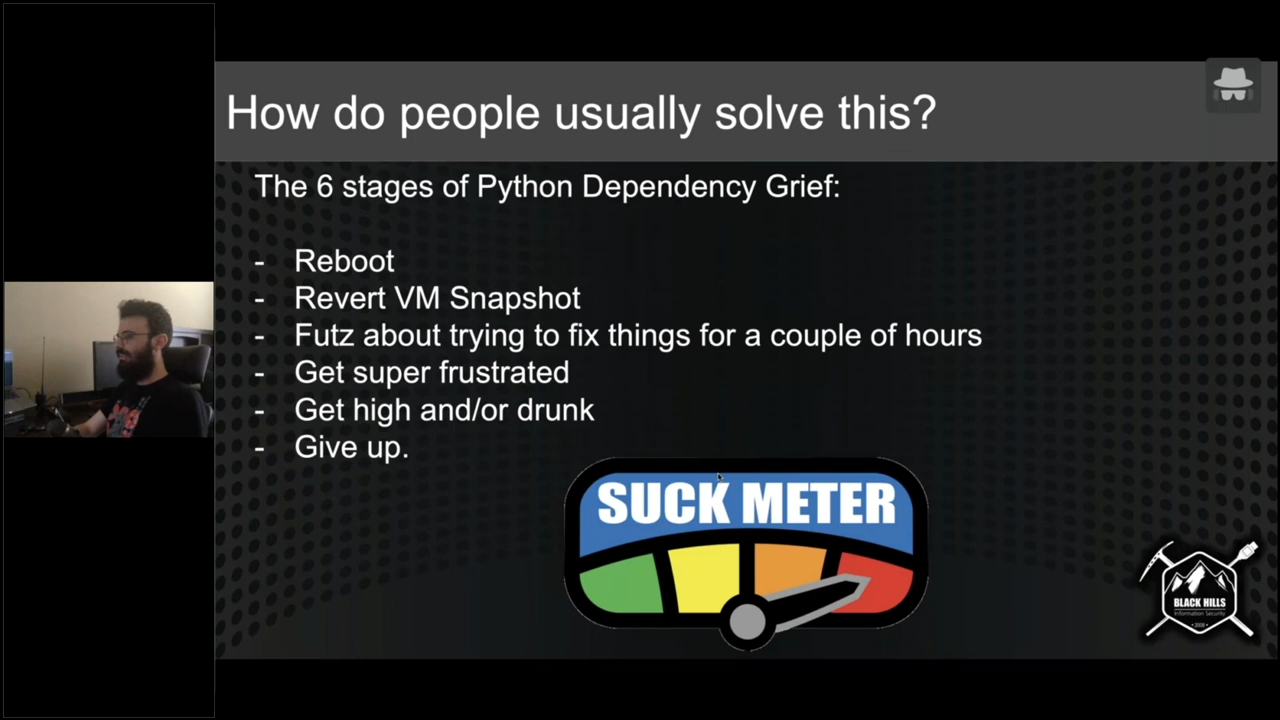 How do people usually solve this?
The 6 stages of Python Dependency Grief:
- Reboot
- Revert VM Snapshot
- Futz about trying to fix things for a couple of hours
- Get super frustrated
- Get high and/or drunk
- Give up.
SUCK METER
BLACK HILLS
Information Security
• 2008 •